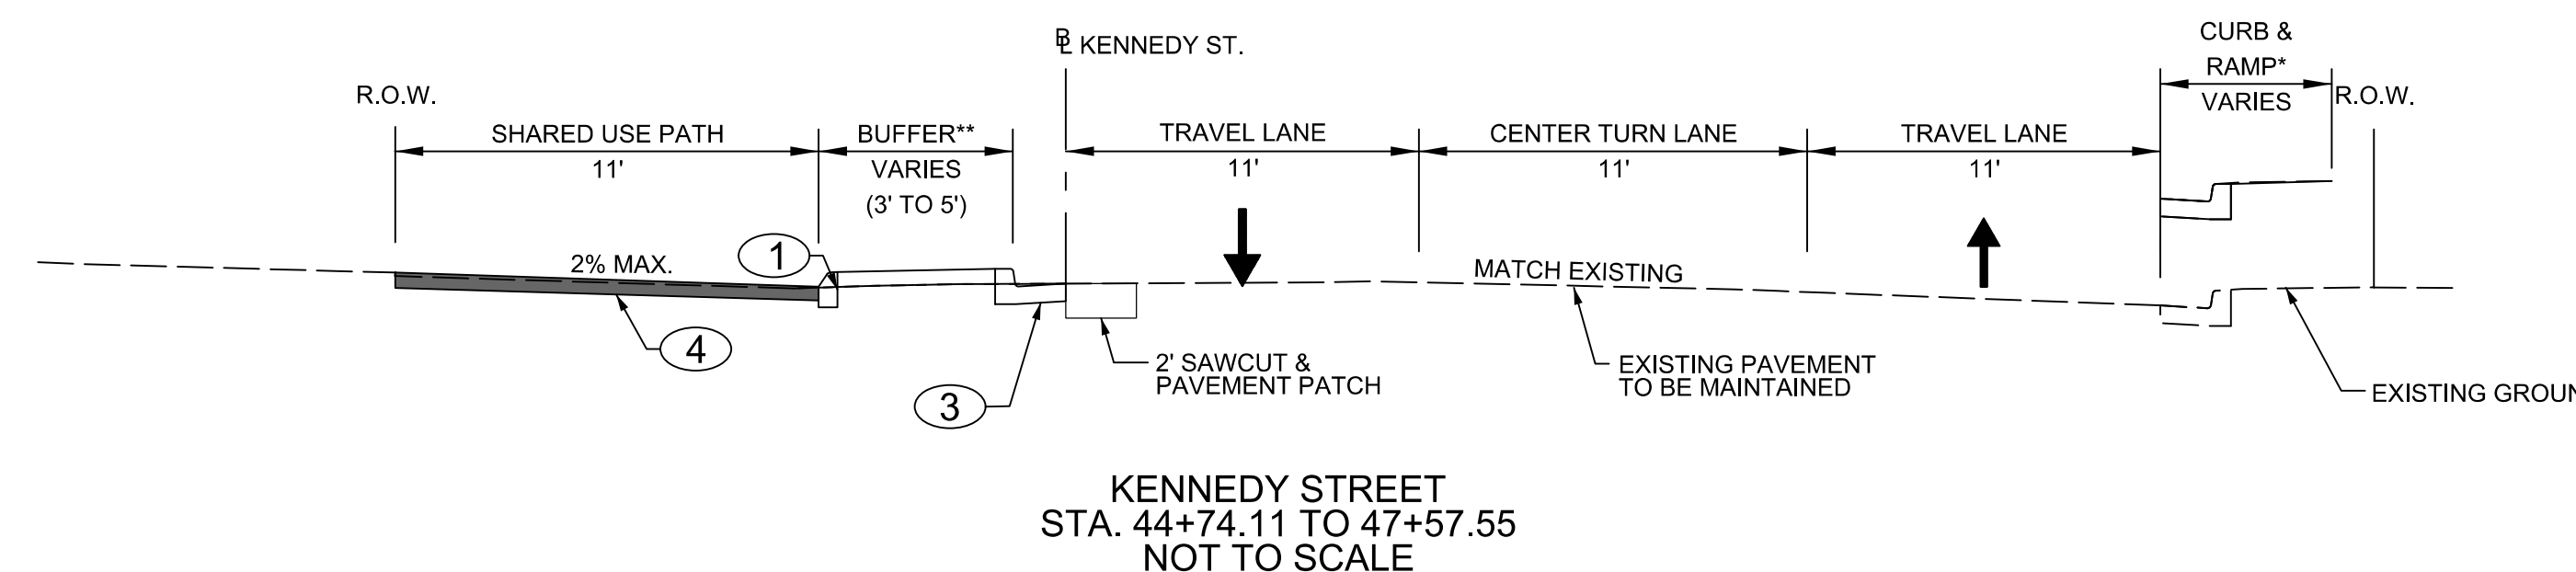 ℄ KENNEDY ST.
CURB &
RAMP*
VARIES
R.O.W.
R.O.W.
SHARED USE PATH
11'
BUFFER**
VARIES
(3' TO 5')
TRAVEL LANE
11'
CENTER TURN LANE
11'
TRAVEL LANE
11'
2% MAX.
1
MATCH EXISTING
4
3
2' SAWCUT &
PAVEMENT PATCH
EXISTING PAVEMENT
TO BE MAINTAINED
EXISTING GROUN
KENNEDY STREET
STA. 44+74.11 TO 47+57.55
NOT TO SCALE